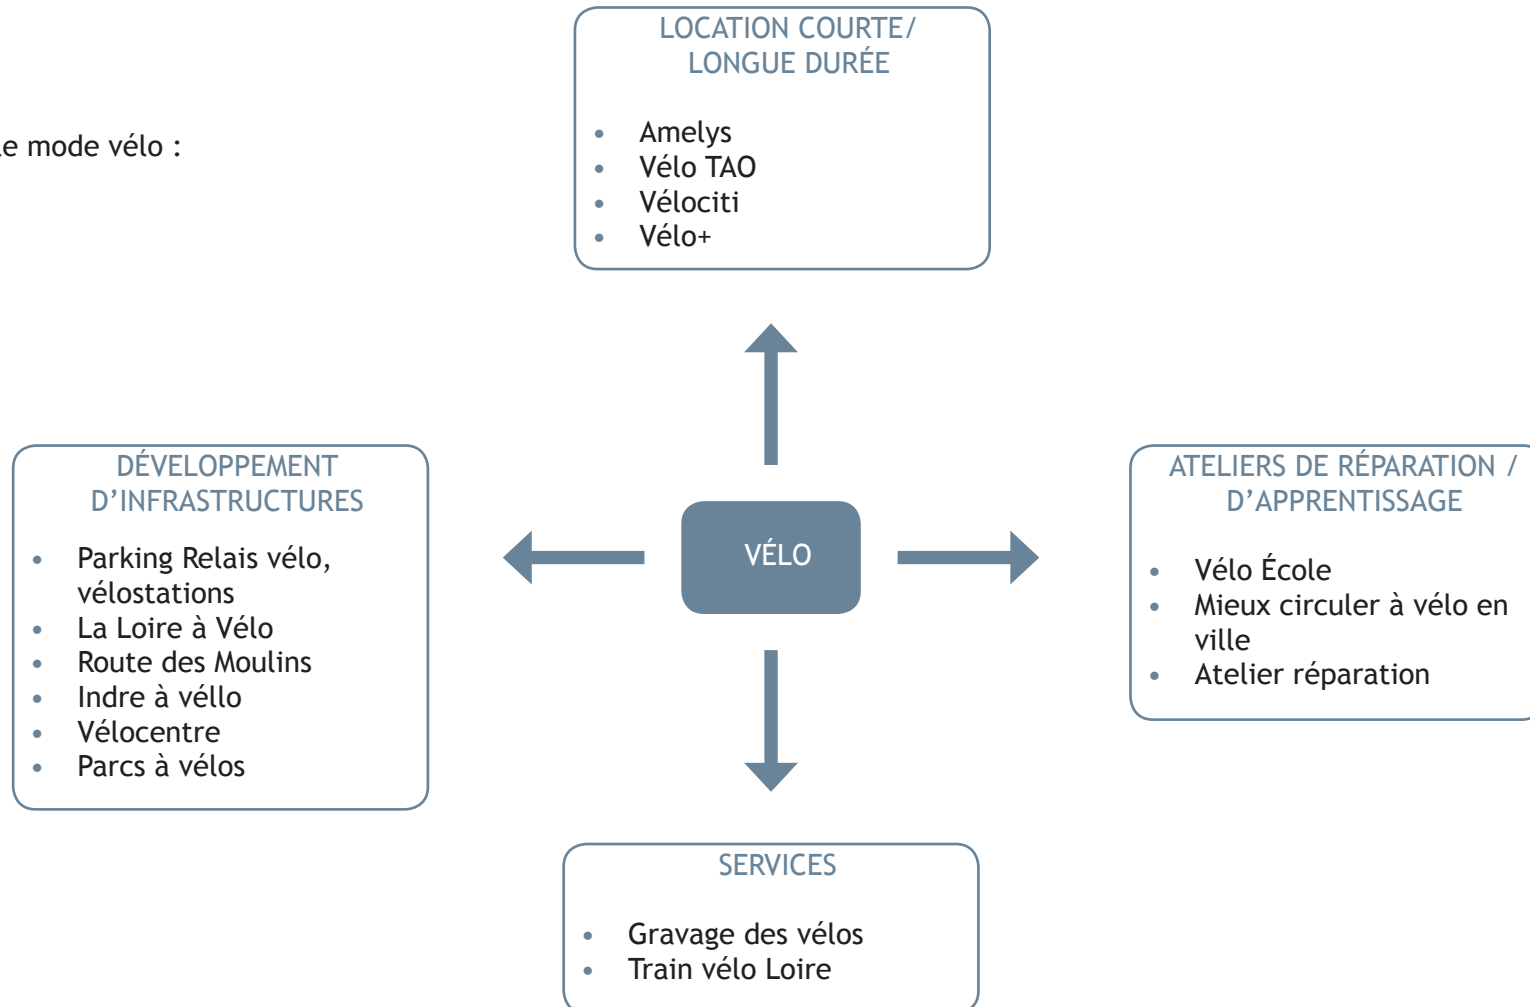 LOCATION COURTE/
LONGUE DURÉE
• Amelys
• Vélo TAO
• Vélociti
• Vélo+
le mode vélo :
DÉVELOPPEMENT
D’INFRASTRUCTURES
• Parking Relais vélo,
vélostations
• La Loire à Vélo
• Route des Moulins
• Indre à véllo
• Vélocentre
• Parcs à vélos
VÉLO
ATELIERS DE RÉPARATION /
D’APPRENTISSAGE
• Vélo École
• Mieux circuler à vélo en
ville
• Atelier réparation
SERVICES
• Gravage des vélos
• Train vélo Loire